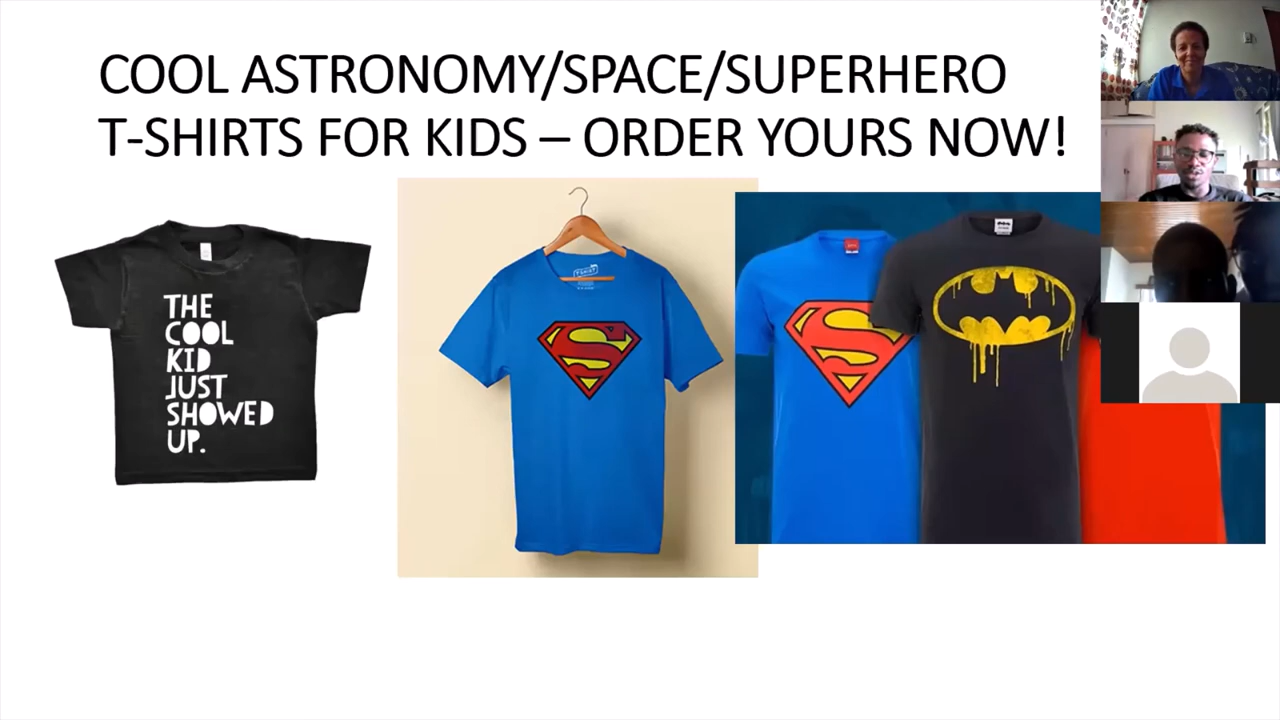 COOL ASTRONOMY/SPACE/SUPERHERO
T-SHIRTS FOR KIDS – ORDER YOURS NOW!
THE
COOL
KID
JUST
SHOWED
UP.